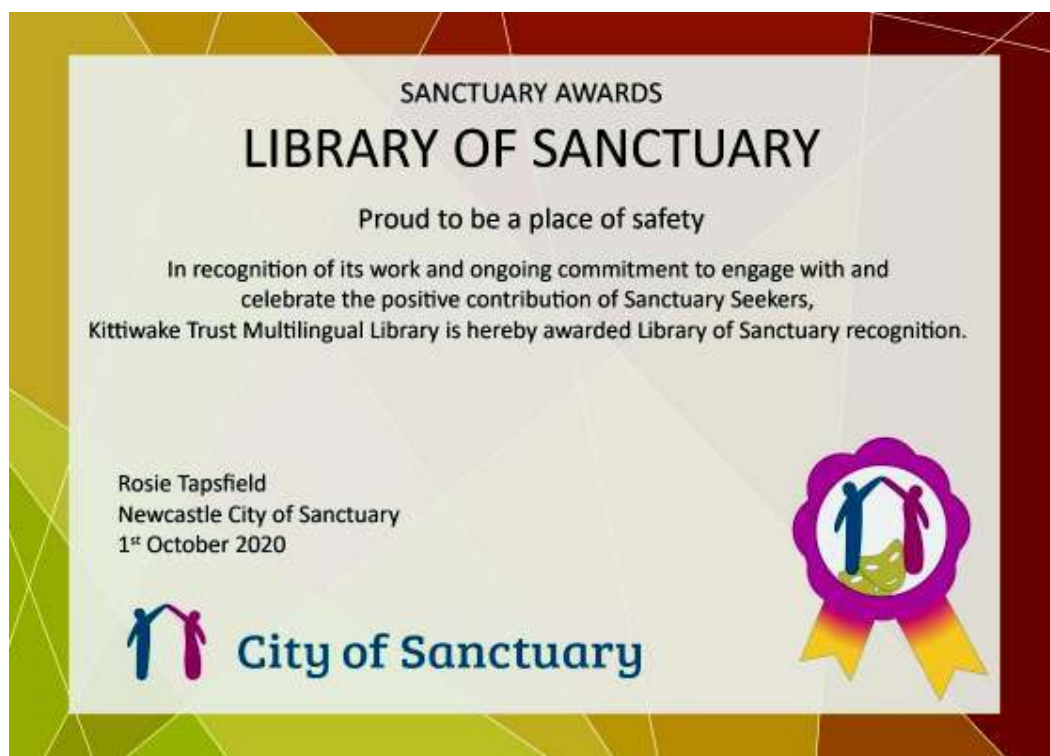 SANCTUARY AWARDS
LIBRARY OF SANCTUARY
Proud to be a place of safety
In recognition of its work and ongoing commitment to engage with and
celebrate the positive contribution of Sanctuary Seekers,
Kittiwake Trust Multilingual Library is hereby awarded Library of Sanctuary recognition.
Rosie Tapsfield
Newcastle City of Sanctuary
1st October 2020
City of Sanctuary